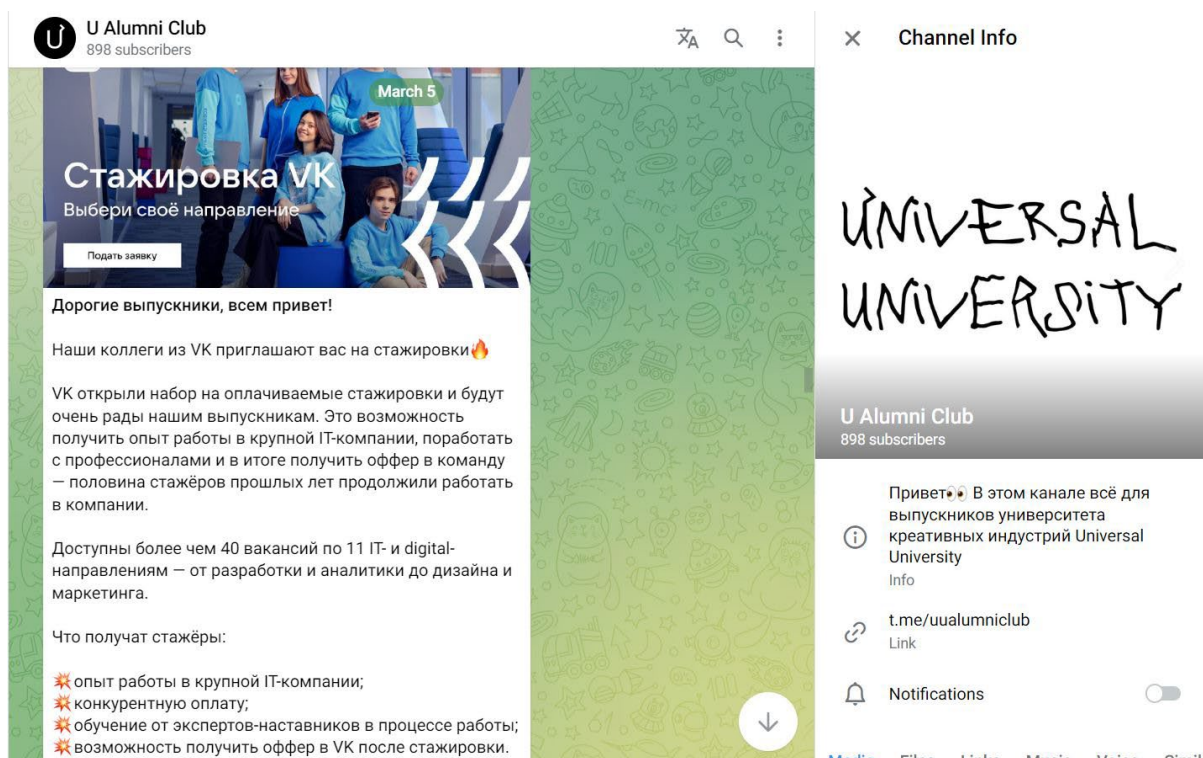 U Alumni Club
898 subscribers
March 5
Стажировка VK
Выбери своё направление
Подать заявку
Дорогие выпускники, всем привет!
Наши коллеги из VK приглашают вас на стажировки🔥
VK открыли набор на оплачиваемые стажировки и будут
очень рады нашим выпускникам. Это возможность
получить опыт работы в крупной IT-компании, поработать
с профессионалами и в итоге получить оффер в команду
— половина стажёров прошлых лет продолжили работать
в компании.
Доступны более чем 40 вакансий по 11 IT- и digital-
направлениям — от разработки и аналитики до дизайна и
маркетинга.
Что получат стажёры:
💥опыт работы в крупной IT-компании;
💥конкурентную оплату;
💥обучение от экспертов-наставников в процессе работы;
💥возможность получить оффер в VK после стажировки.
Channel Info
UNIVERSAL
UNIVERSITY
U Alumni Club
898 subscribers
Привет👀 В этом канале всё для
выпускников университета
креативных индустрий Universal
University
Info
t.me/uualumniclub
Link
Notifications